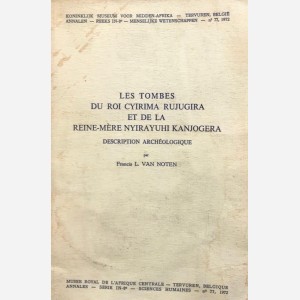 KONINKLIJK MUSEUM VOOR MIDDEN-AFRIKA — TERVUREN, BELGIË
ANNALEN — REEKS IN-8° — MENSELIJKE WETENSCHAPPEN — n° 77, 1972
LES TOMBES
DU ROI CYIRIMA RUJUGIRA
ET DE LA
REINE-MÈRE NYIRAYUHI KANJOGERA
DESCRIPTION ARCHÉOLOGIQUE
par
Francis L. VAN NOTEN
MUSÉE ROYAL DE L'AFRIQUE CENTRALE — TERVUREN, BELGIQUE
ANNALES — SÉRIE IN-8° — SCIENCES HUMAINES — n° 77, 1972